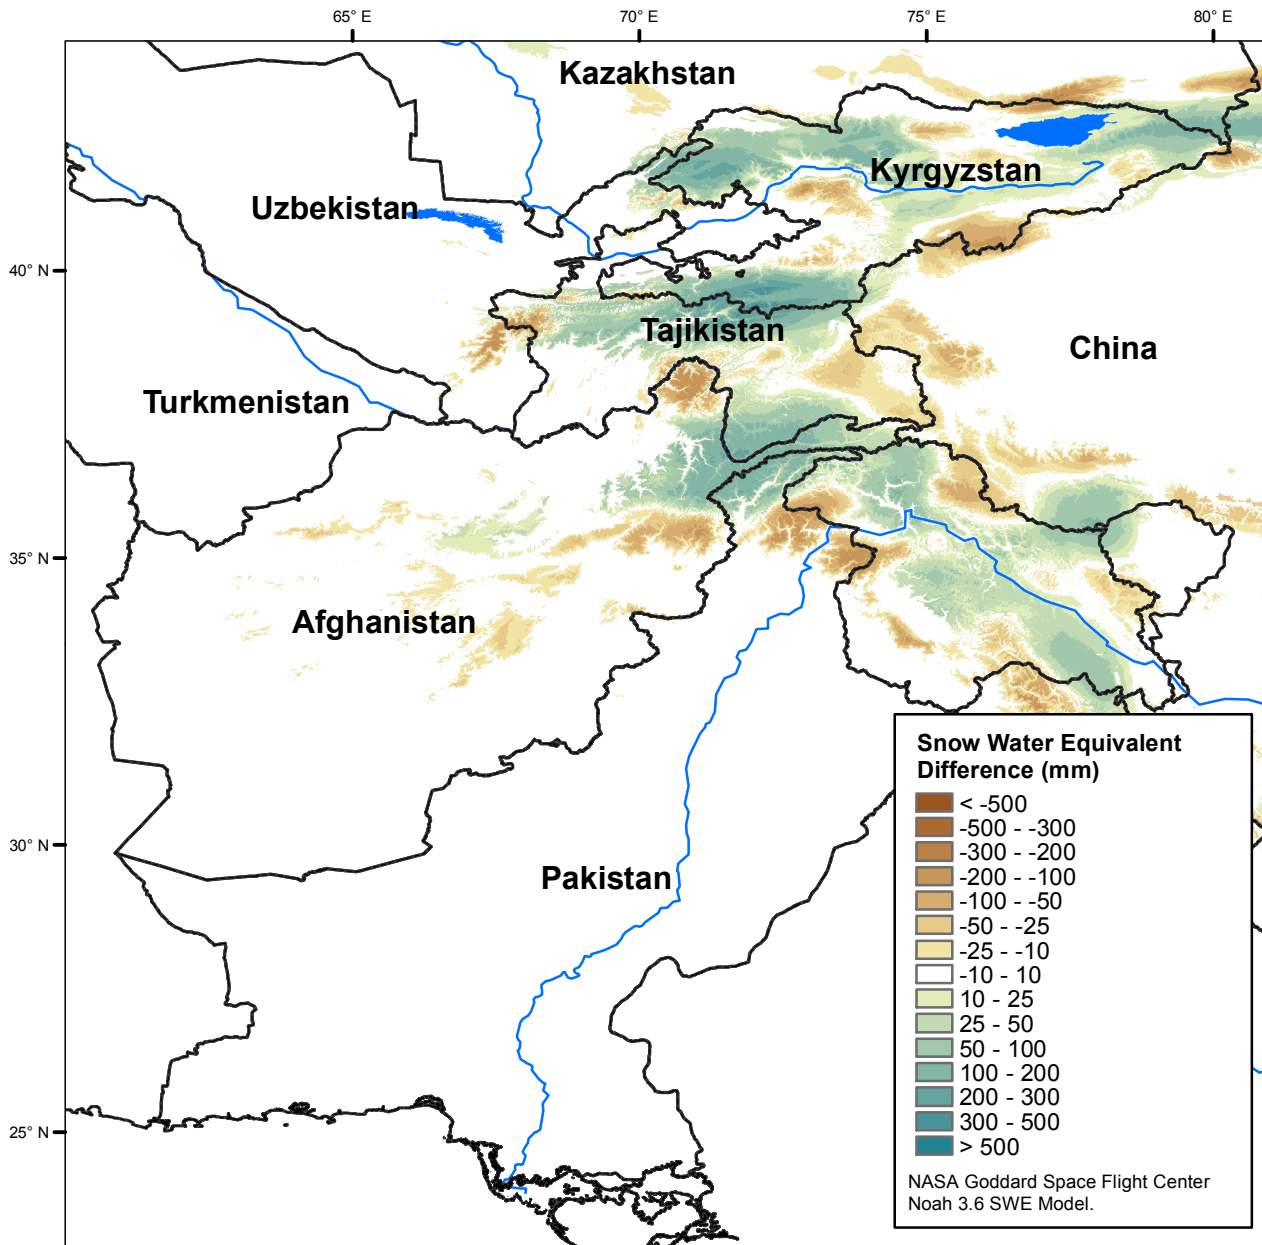 65° E
70° E
75° E
80° E
Kazakhstan
Kyrgyzstan
Uzbekistan
40° N
Tajikistan
China
Turkmenistan
35° N
Afghanistan
30° N
Pakistan
25° N
Snow Water Equivalent
Difference (mm)
< -500
-500 - -300
-300 - -200
-200 - -100
-100 - -50
-50 - -25
-25 - -10
-10 - 10
10 - 25
25 - 50
50 - 100
100 - 200
200 - 300
300 - 500
> 500
NASA Goddard Space Flight Center
Noah 3.6 SWE Model.